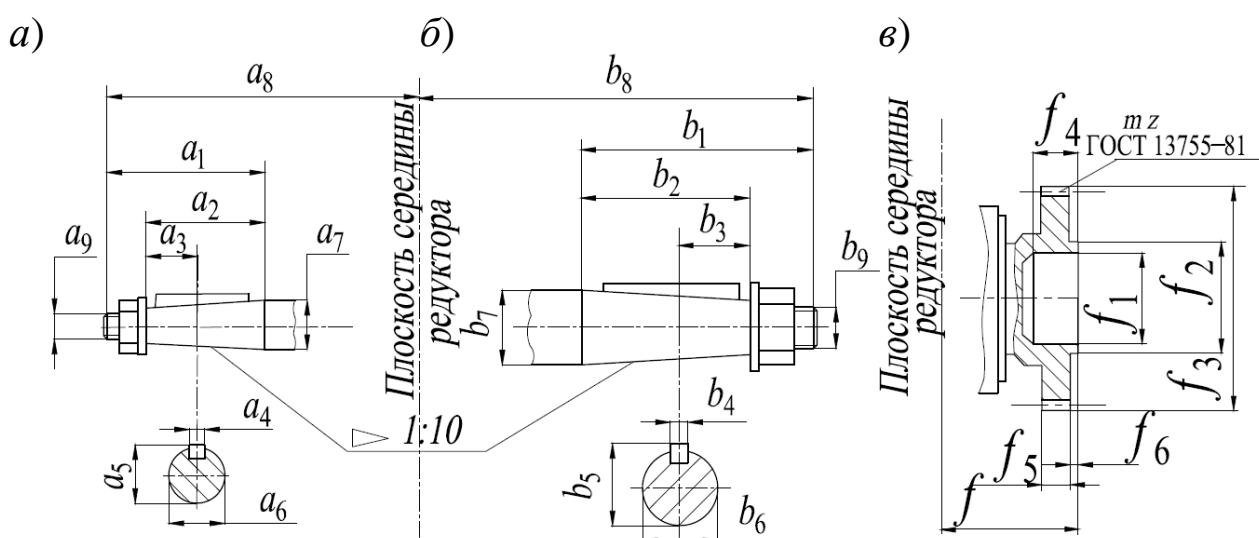 а)
б)
в)
a8
b8
a1
a2
a3
a9
a7
Плоскость середины
редуктора
b1
b2
b3
b9
b7
Плоскость середины
редуктора
f4
m z
ГОСТ 13755–81
f1
f2
f3
a4
a5
a6
1:10
b4
b5
b6
f5
f6
f